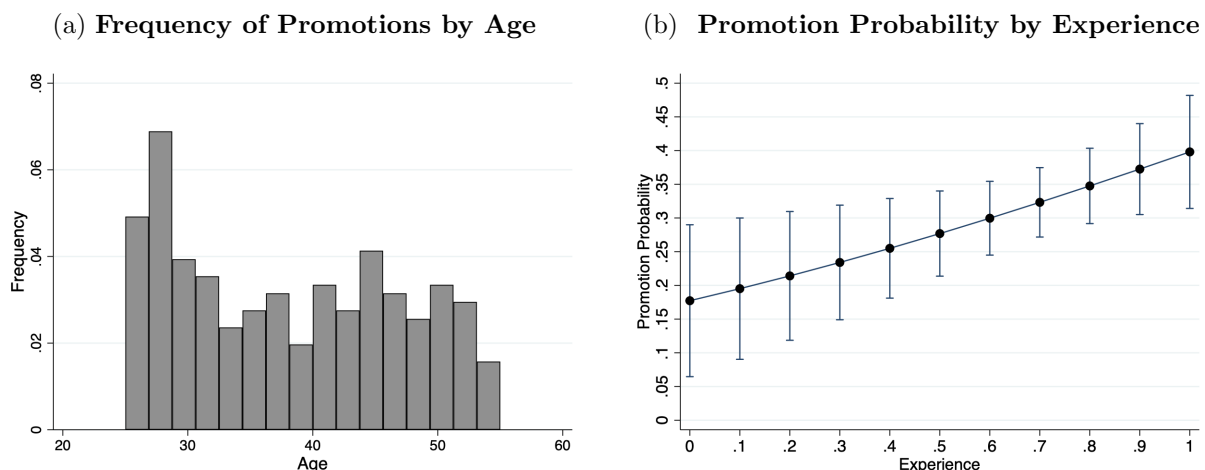 (a) Frequency of Promotions by Age
Frequency
.08
.06
.04
.02
0
20 30 40 50 60
Age
(b) Promotion Probability by Experience
Promotion Probability
.5
.45
.4
.35
.3
.25
.2
.15
.1
.05
0
0 .1 .2 .3 .4 .5 .6 .7 .8 .9 1
Experience